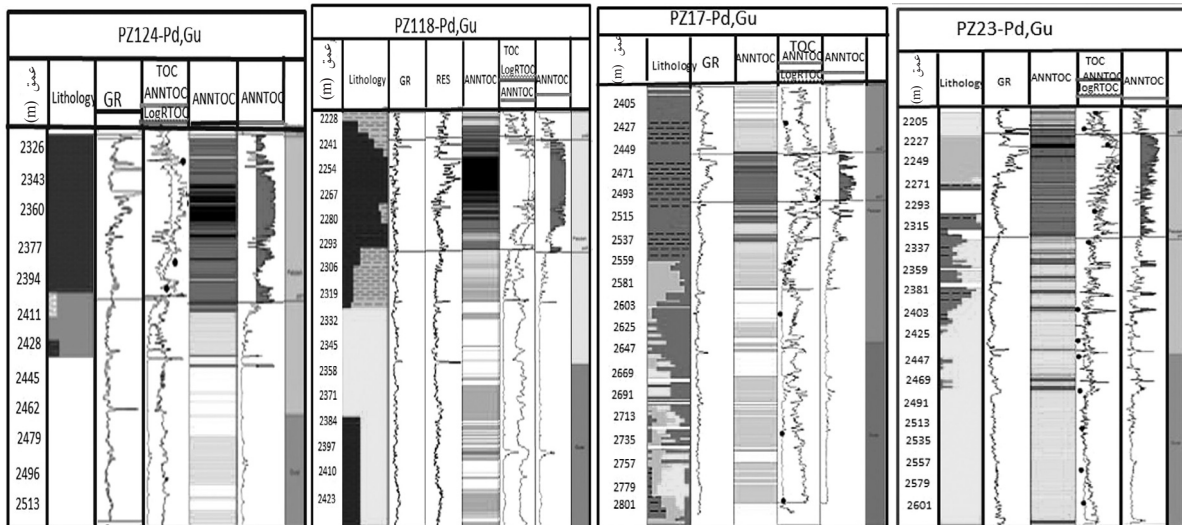 PZ124-Pd,Gu
عمق (m)
Lithology
GR
TOC
ANNTOC
LogRTOC
ANNTOC
ANNTOC
2326
2343
2360
2377
2394
2411
2428
2445
2462
2479
2496
2513
PZ118-Pd,Gu
عمق (m)
Lithology
GR
RES
ANNTOC
TOC
LogRTOC
ANNTOC
ANNTOC
2228
2241
2254
2267
2280
2293
2306
2319
2332
2345
2358
2371
2384
2397
2410
2423
PZ17-Pd,Gu
عمق (m)
Lithology
GR
ANNTOC
TOC
ANNTOC
LogRTOC
ANNTOC
2405
2427
2449
2471
2493
2515
2537
2559
2581
2603
2625
2647
2669
2691
2713
2735
2757
2779
2801
PZ23-Pd,Gu
عمق (m)
Lithology
GR
ANNTOC
TOC
ANNTOC
logRTOC
ANNTOC
2205
2227
2249
2271
2293
2315
2337
2359
2381
2403
2425
2447
2469
2491
2513
2535
2557
2579
2601